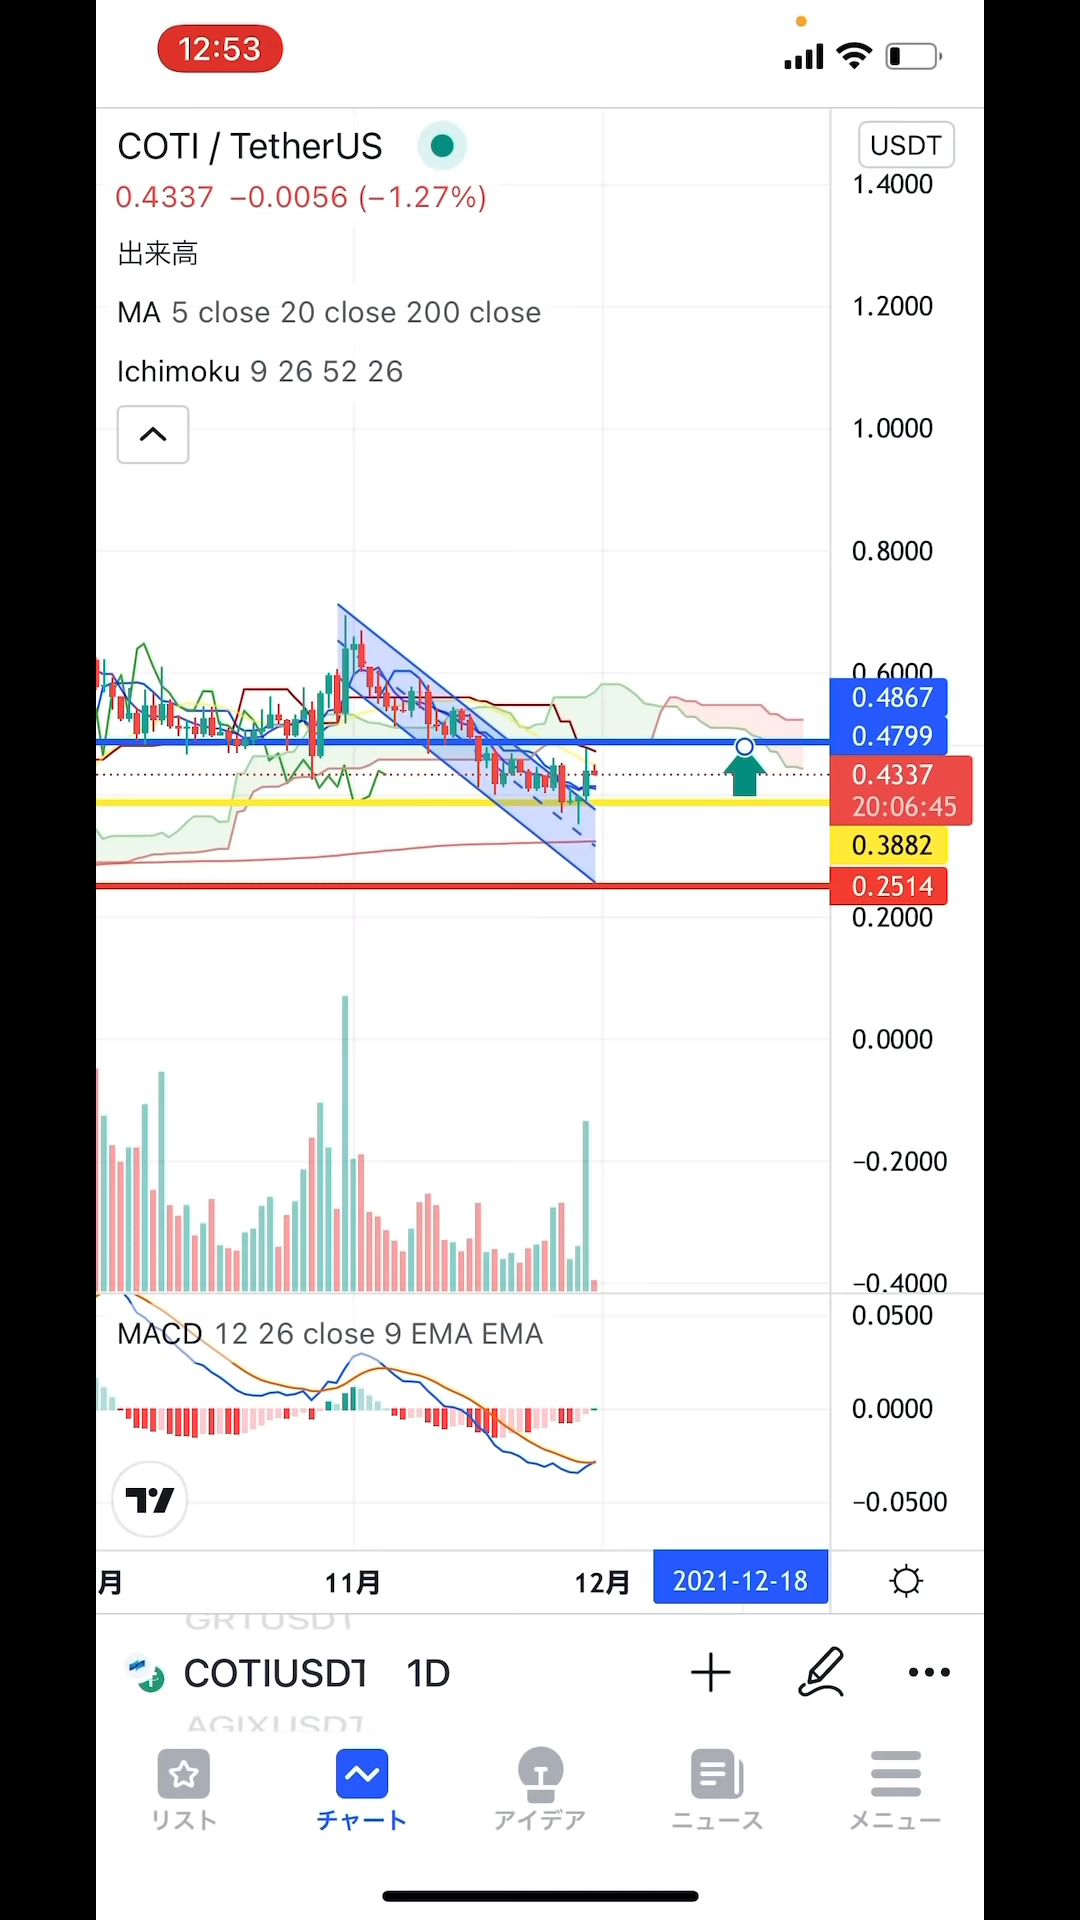 12:53
COTI / TetherUS
USDT
0.4337 −0.0056 (−1.27%)
1.4000
出来高
MA 5 close 20 close 200 close
1.2000
Ichimoku 9 26 52 26
1.0000
0.8000
0.6000
0.4867
0.4799
0.4337
20:06:45
0.3882
0.2514
0.2000
0.0000
−0.2000
−0.4000
0.0500
MACD 12 26 close 9 EMA EMA
0.0000
−0.0500
月 11月 12月 2021-12-18
GRTUSDT
COTIUSDT 1D
AGIXUSDT
リスト チャート アイデア ニュース メニュー